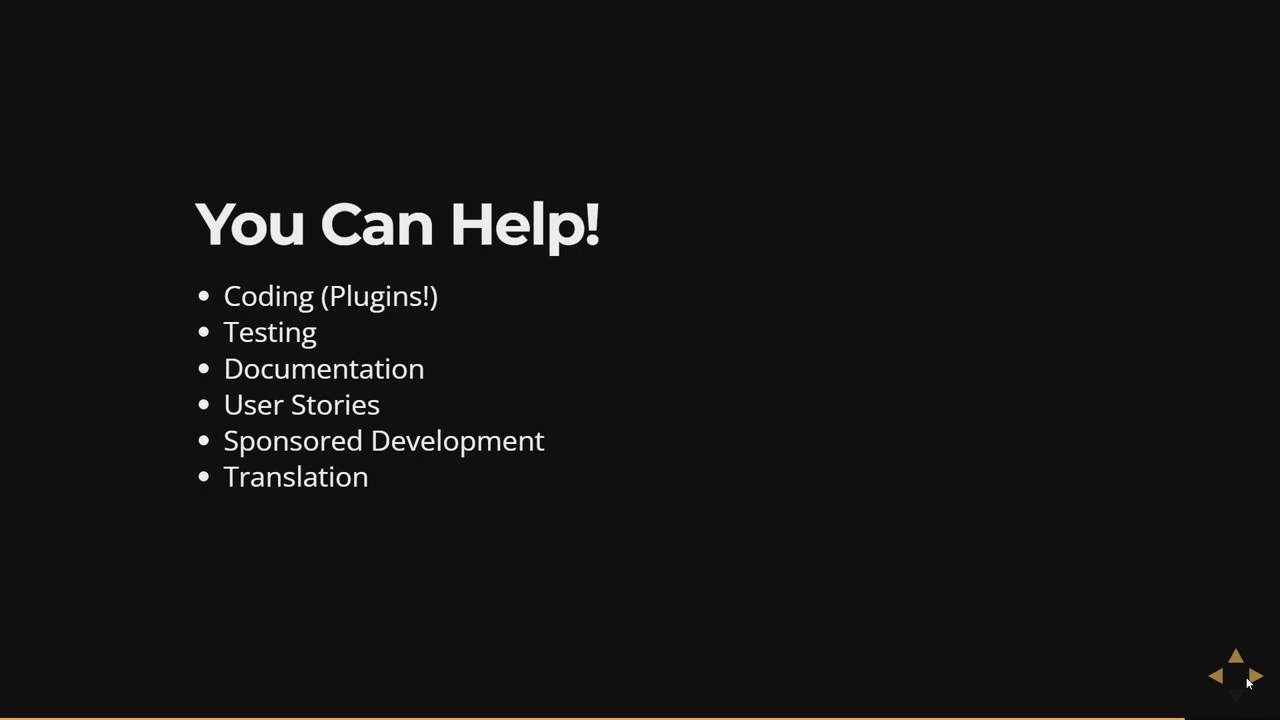 You Can Help!
Coding (Plugins!)
Testing
Documentation
User Stories
Sponsored Development
Translation